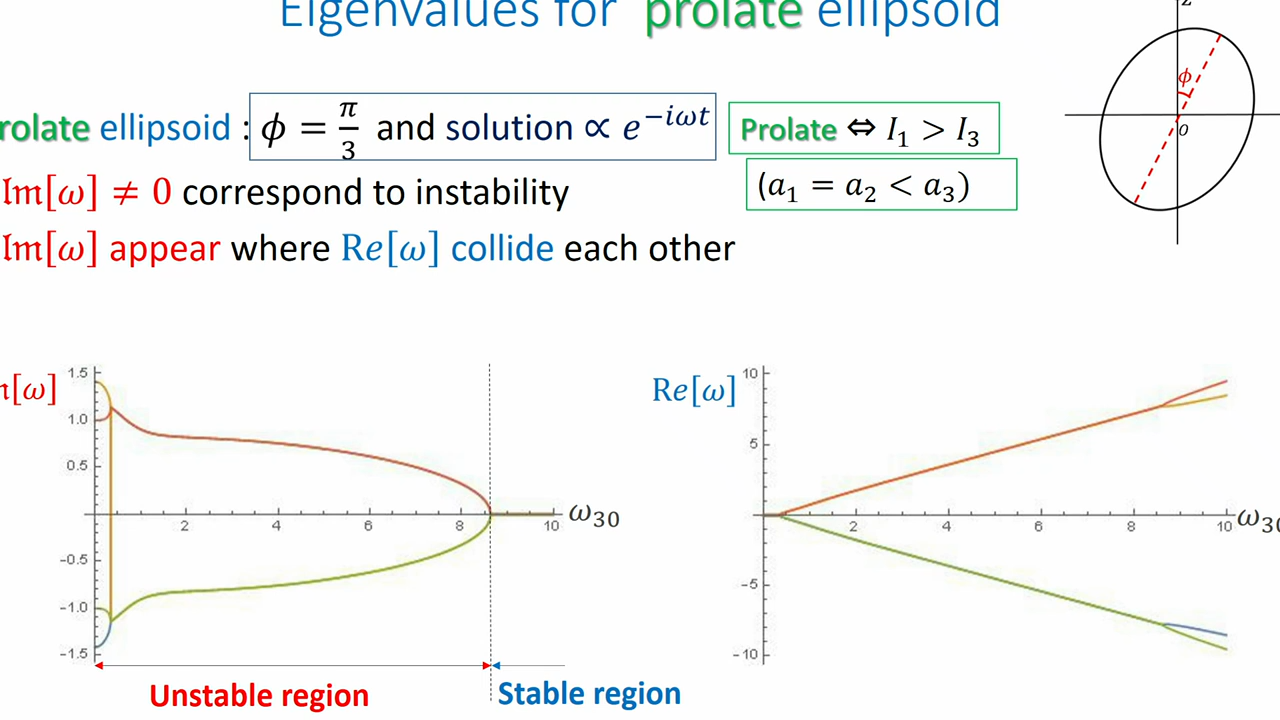 Eigenvalues for prolate ellipsoid
z
rolate ellipsoid : ϕ = π/3 and solution ∝ e^{−iωt}
Prolate ⇔ I₁ > I₃
ϕ
0
𝕀m[ω] ≠ 0 correspond to instability
(a₁ = a₂ < a₃)
𝕀m[ω] appear where ℝe[ω] collide each other
m[ω]
1.5
1.0
0.5
-0.5
-1.0
-1.5
2 4 6 8 10 ω₃₀
ℝe[ω]
10
5
-5
-10
2 4 6 8 10 ω₃₀
Unstable region
Stable region